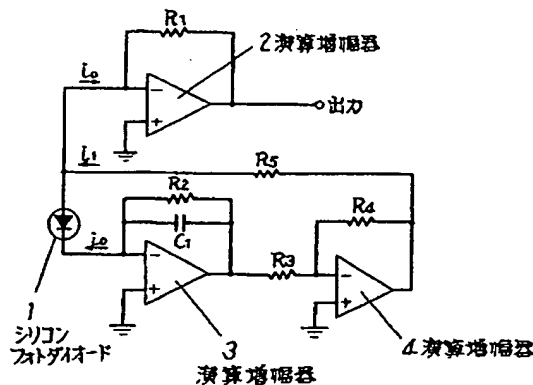 R1
i0
2 演算増幅器
−
+
出力
i1
R5
R2
R4
C1
i0
−
+
R3
−
+
1
シリコン
フォトダイオード
3
演算増幅器
4 演算増幅器